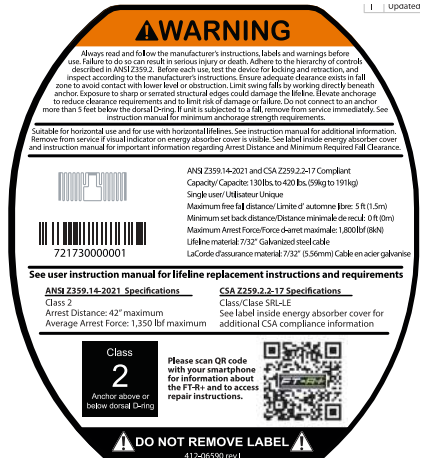 1 Updated
WARNING
Always read and follow the manufacturer's instructions, labels and warnings before
use. Failure to do so can result in serious injury or death. Adhere to the hierarchy of controls
described in ANSI Z359.2. Before each use, test the device for locking and retraction, and
inspect according to the manufacturer's instructions. Ensure adequate clearance exists in fall
zone to avoid contact with lower level or obstruction. Limit swing falls by working directly beneath
anchor. Exposure to sharp or serrated structural edges could damage the lifeline. Elevate anchorage
to reduce clearance requirements and to limit risk of damage or failure. Do not connect to an anchor
more than 5 feet below the dorsal D-ring. If unit is subjected to a fall, remove from service immediately. See
instruction manual for minimum anchorage strength requirements.
Suitable for horizontal use and for use with horizontal lifelines. See instruction manual for additional information.
Remove from service if visual indicator on energy absorber cover is visible. See label inside energy absorber cover
and instruction manual for important information regarding Arrest Distance and Minimum Required Fall Clearance.
ANSI Z359.14-2021 and CSA Z259.2.2-17 Compliant
Capacity/ Capacite: 130 lbs. to 420 lbs. (59kg to 191kg)
Single user/ Utilisateur Unique
Maximum free fall distance/ Limite d' automne libre: 5 ft (1.5m)
Minimum set back distance/Distance minimale de recul: 0 ft (0m)
Maximum Arrest Force/Force d-arret maximale: 1,800lbf (8kN)
Lifeline material: 7/32" Galvanized steel cable
LaCorde d'assurance material: 7/32" (5.56mm) Cable en acier galvanise
721730000001
See user instruction manual for lifeline replacement instructions and requirements
ANSI Z359.14-2021 Specifications
Class 2
Arrest Distance: 42" maximum
Average Arrest Force: 1,350 lbf maximum
CSA Z259.2.2-17 Specifications
Class/Clase SRL-LE
See label inside energy absorber cover for
additional CSA compliance information
Class
2
Anchor above or
below dorsal D-ring
Please scan QR code
with your smartphone
for information about
the FT-R+ and to access
repair instructions.
FT-R+
DO NOT REMOVE LABEL
412-06590 rev I